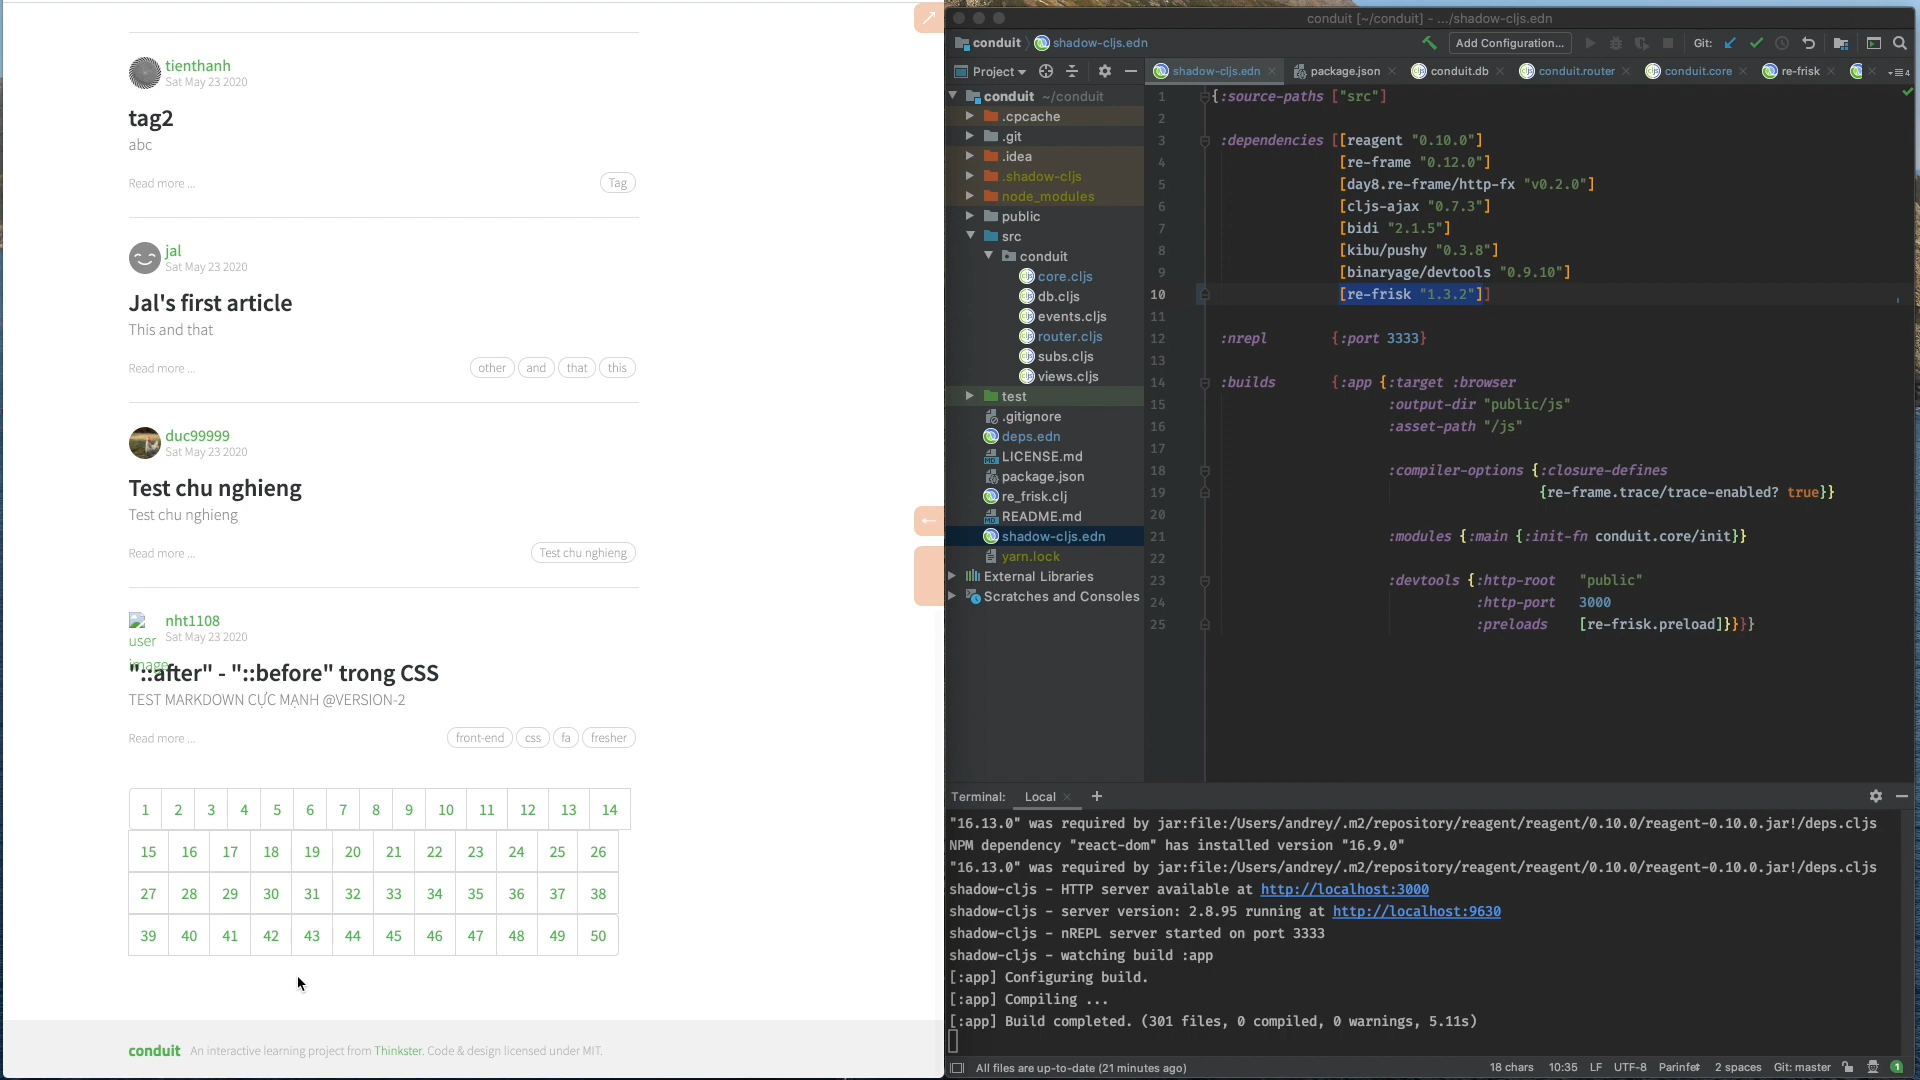 tienthanh
Sat May 23 2020
tag2
abc
Read more ...
Tag
jal
Sat May 23 2020
Jal's first article
This and that
Read more ...
other and that this
duc99999
Sat May 23 2020
Test chu nghieng
Test chu nghieng
Read more ...
Test chu nghieng
user image
nht1108
Sat May 23 2020
"::after" - "::before" trong CSS
TEST MARKDOWN CỰC MẠNH @VERSION-2
Read more ...
front-end css fa fresher
1 2 3 4 5 6 7 8 9 10 11 12 13 14
15 16 17 18 19 20 21 22 23 24 25 26
27 28 29 30 31 32 33 34 35 36 37 38
39 40 41 42 43 44 45 46 47 48 49 50
conduit An interactive learning project from Thinkster. Code & design licensed under MIT.
conduit [~/conduit] - .../shadow-cljs.edn
conduit shadow-cljs.edn
Add Configuration...
Git:
Project
shadow-cljs.edn package.json conduit.db conduit.router conduit.core re-frisk
4
conduit ~/conduit
.cpcache
.git
.idea
.shadow-cljs
node_modules
public
src
conduit
core.cljs
db.cljs
events.cljs
router.cljs
subs.cljs
views.cljs
test
.gitignore
deps.edn
LICENSE.md
package.json
re_frisk.clj
README.md
shadow-cljs.edn
yarn.lock
External Libraries
Scratches and Consoles
1 {:source-paths ["src"]
2
3 :dependencies [[reagent "0.10.0"]
4 [re-frame "0.12.0"]
5 [day8.re-frame/http-fx "v0.2.0"]
6 [cljs-ajax "0.7.3"]
7 [bidi "2.1.5"]
8 [kibu/pushy "0.3.8"]
9 [binaryage/devtools "0.9.10"]
10 [re-frisk "1.3.2"]]
11
12 :nrepl {:port 3333}
13
14 :builds {:app {:target :browser
15 :output-dir "public/js"
16 :asset-path "/js"
17
18 :compiler-options {:closure-defines
19 {re-frame.trace/trace-enabled? true}}
20
21 :modules {:main {:init-fn conduit.core/init}}
22
23 :devtools {:http-root "public"
24 :http-port 3000
25 :preloads [re-frisk.preload]}}}}
Terminal: Local
"16.13.0" was required by jar:file:/Users/andrey/.m2/repository/reagent/reagent/0.10.0/reagent-0.10.0.jar!/deps.cljs
NPM dependency "react-dom" has installed version "16.9.0"
"16.13.0" was required by jar:file:/Users/andrey/.m2/repository/reagent/reagent/0.10.0/reagent-0.10.0.jar!/deps.cljs
shadow-cljs - HTTP server available at http://localhost:3000
shadow-cljs - server version: 2.8.95 running at http://localhost:9630
shadow-cljs - nREPL server started on port 3333
shadow-cljs - watching build :app
[:app] Configuring build.
[:app] Compiling ...
[:app] Build completed. (301 files, 0 compiled, 0 warnings, 5.11s)
All files are up-to-date (21 minutes ago)
18 chars 10:35 LF UTF-8 Parinfer 2 spaces Git: master 1